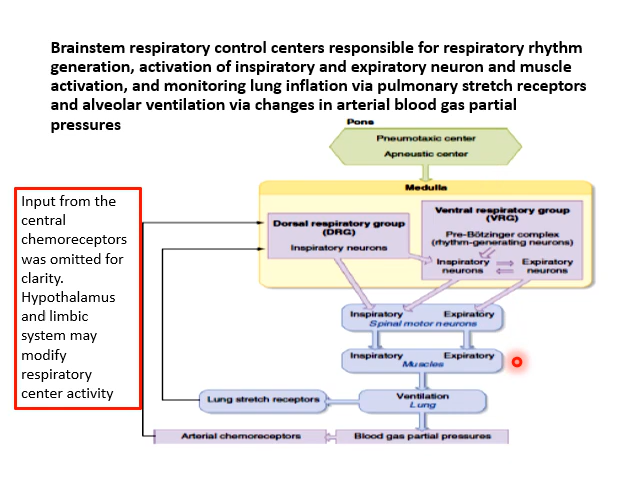 Brainstem respiratory control centers responsible for respiratory rhythm
generation, activation of inspiratory and expiratory neuron and muscle
activation, and monitoring lung inflation via pulmonary stretch receptors
and alveolar ventilation via changes in arterial blood gas partial
pressures
Pons
Pneumotaxic center
Apneustic center
Medulla
Input from the
central
chemoreceptors
was omitted for
clarity.
Hypothalamus
and limbic
system may
modify
respiratory
center activity
Dorsal respiratory group
(DRG)
Inspiratory neurons
Ventral respiratory group
(VRG)
Pre-Bötzinger complex
(rhythm-generating neurons)
Inspiratory
neurons
Expiratory
neurons
Inspiratory Expiratory
Spinal motor neurons
Inspiratory Expiratory
Muscles
Lung stretch receptors
Ventilation
Lung
Arterial chemoreceptors
Blood gas partial pressures